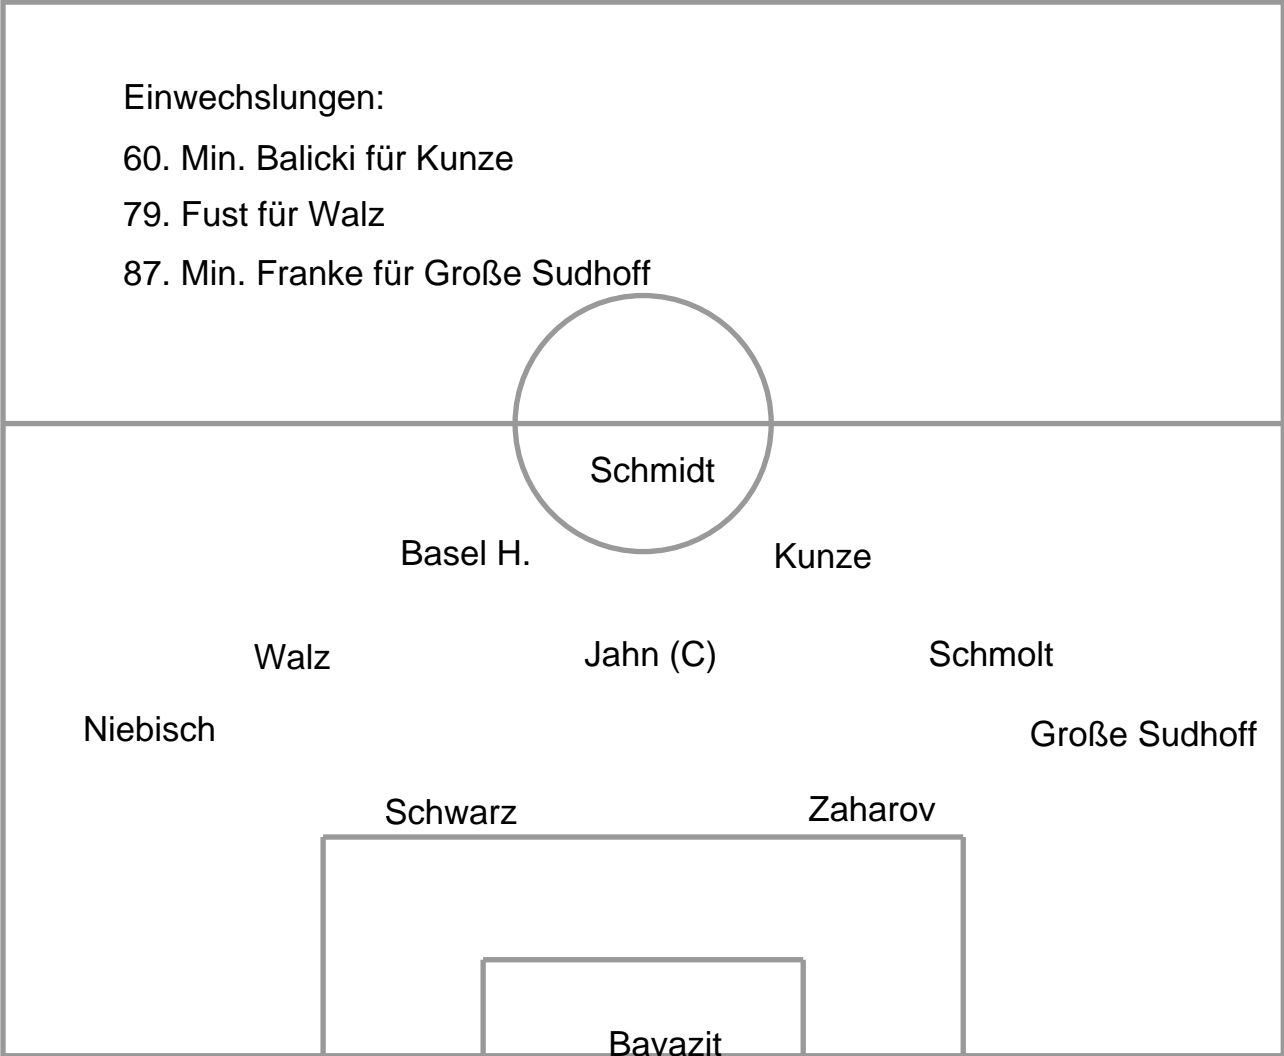 Einwechslungen:
60. Min. Balicki für Kunze
79. Fust für Walz
87. Min. Franke für Große Sudhoff
Schmidt
Basel H. Kunze
Walz Jahn (C) Schmolt
Niebisch Große Sudhoff
Schwarz Zaharov
Bavazit